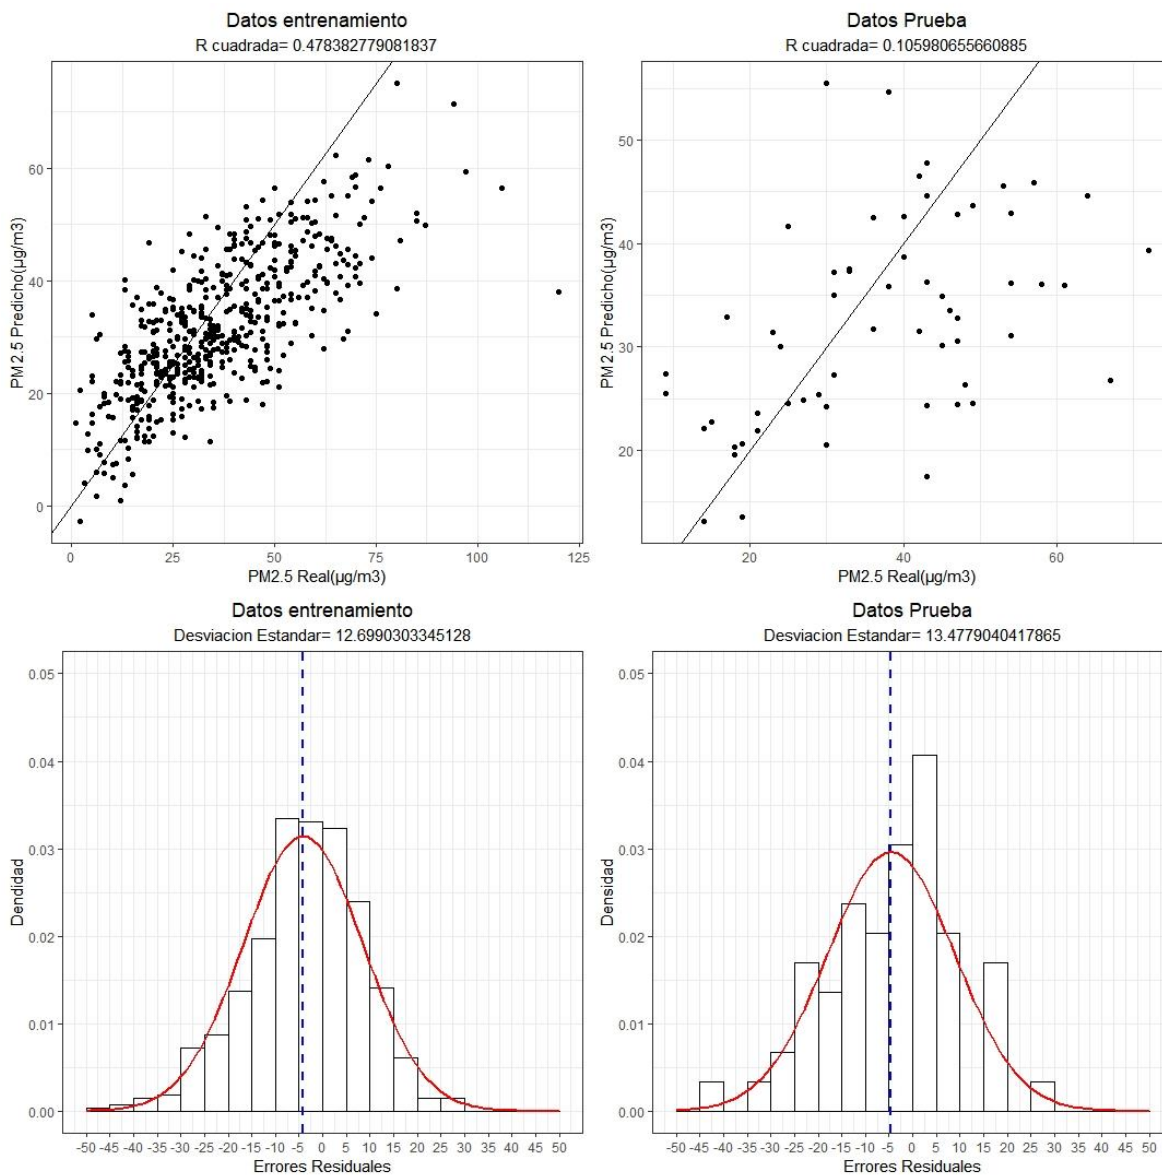 Datos entrenamiento
R cuadrada= 0.478382779081837
60
40
20
0
PM2.5 Predicho(µg/m3)
0 25 50 75 100 125
PM2.5 Real(µg/m3)
Datos Prueba
R cuadrada= 0.105980655660885
50
40
30
20
PM2.5 Predicho(µg/m3)
20 40 60
PM2.5 Real(µg/m3)
Datos entrenamiento
Desviacion Estandar= 12.6990303345128
0.05
0.04
0.03
0.02
0.01
0.00
Dendidad
-50 -45 -40 -35 -30 -25 -20 -15 -10 -5 0 5 10 15 20 25 30 35 40 45 50
Errores Residuales
Datos Prueba
Desviacion Estandar= 13.4779040417865
0.05
0.04
0.03
0.02
0.01
0.00
Densidad
-50 -45 -40 -35 -30 -25 -20 -15 -10 -5 0 5 10 15 20 25 30 35 40 45 50
Errores Residuales